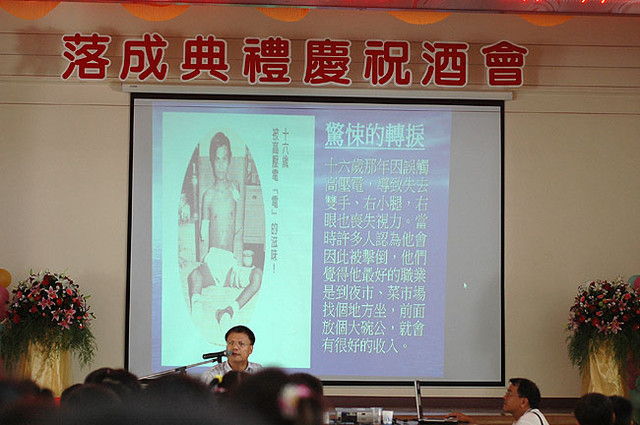 落成典禮慶祝酒會
十六歲
被高壓電『電』的滋味！
驚悚的轉捩
十六歲那年因誤觸
高壓電，導致失去
雙手、右小腿，右
眼也喪失視力。當
時許多人認為他會
因此被擊倒，他們
覺得他最好的職業
是到夜市、菜市場
找個地方坐，前面
放個大碗公，就會
有很好的收入。